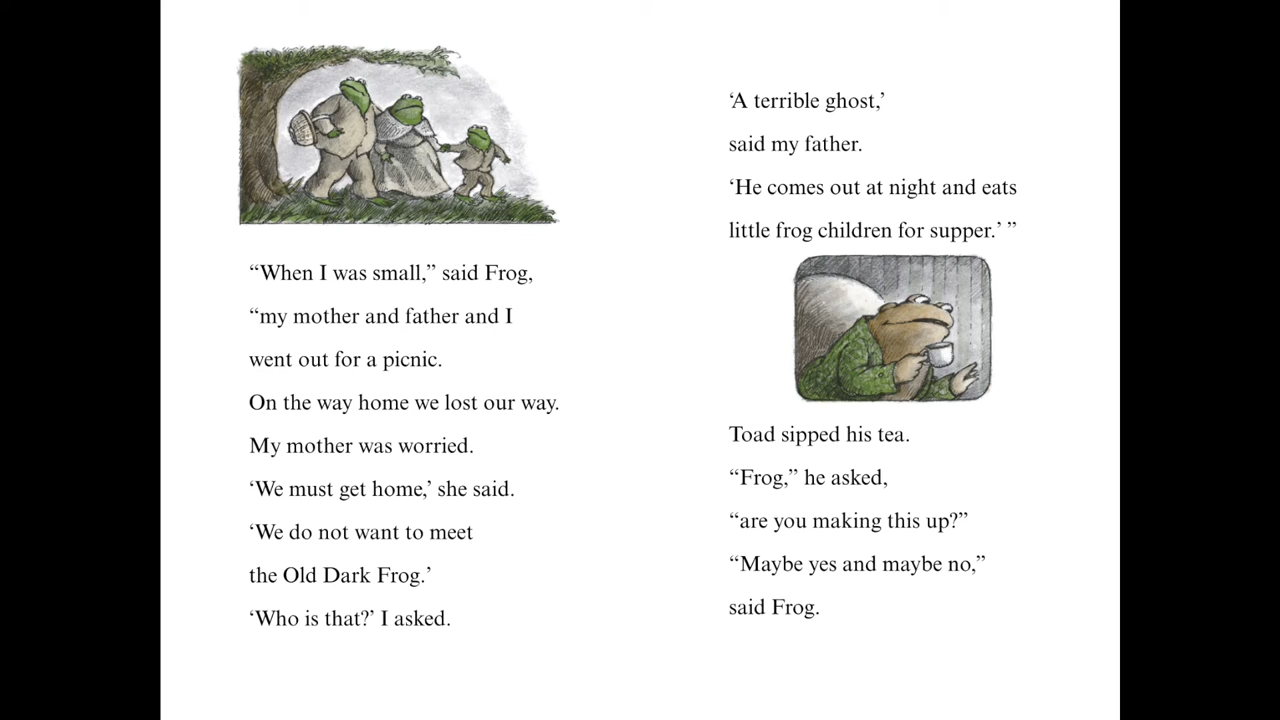 “When I was small,” said Frog,
“my mother and father and I
went out for a picnic.
On the way home we lost our way.
My mother was worried.
‘We must get home,’ she said.
‘We do not want to meet
the Old Dark Frog.’
‘Who is that?’ I asked.
‘A terrible ghost,’
said my father.
‘He comes out at night and eats
little frog children for supper.’ ”
Toad sipped his tea.
“Frog,” he asked,
“are you making this up?”
“Maybe yes and maybe no,”
said Frog.